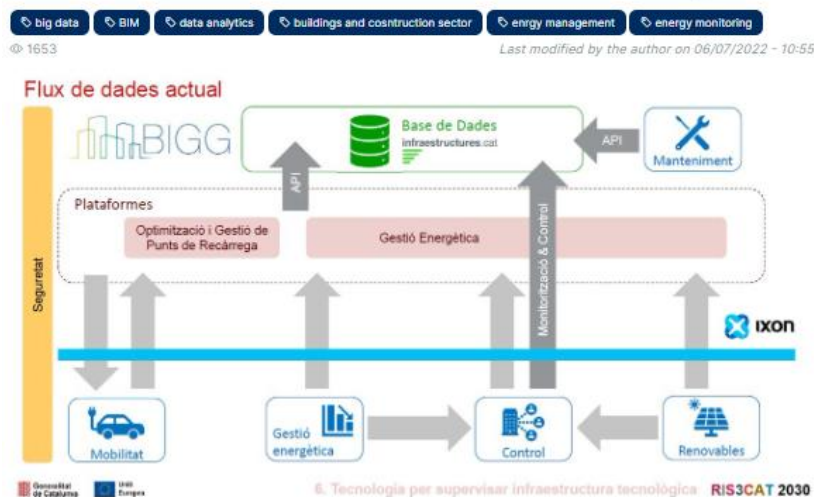 big data BIM data analytics buildings and cosntruction sector enrgy management energy monitoring
1653 Last modified by the author on 06/07/2022 - 10:55
Flux de dades actual
BIGG
Base de Dades
infraestructures.cat
API
Manteniment
API
Plataformes
Optimització i Gestió de
Punts de Recàrrega
Gestió Energètica
Seguretat
Monitorització & Control
IXON
Mobilitat
Gestió
energètica
Control
Renovables
Generalitat
de Catalunya
Unió
Europea
6. Tecnologia per supervisar infraestructura tecnològica RIS3CAT 2030